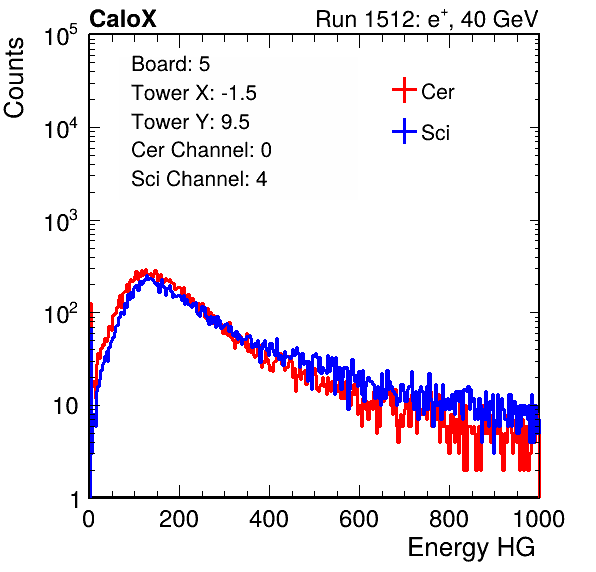 CaloX Run 1512: e⁺, 40 GeV
Counts
Board: 5
Tower X: -1.5
Tower Y: 9.5
Cer Channel: 0
Sci Channel: 4
Cer
Sci
10⁵
10⁴
10³
10²
10
1
0 200 400 600 800 1000
Energy HG